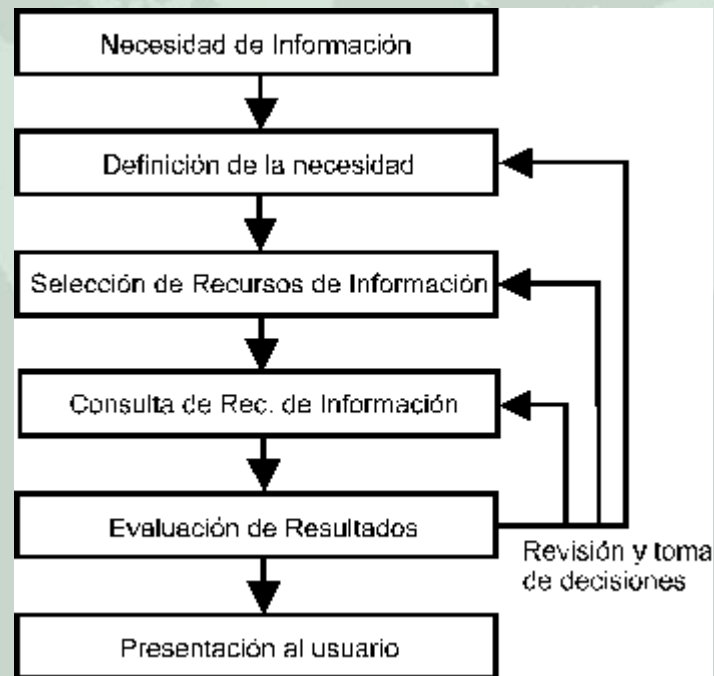 Necesidad de Información
Definición de la necesidad
Selección de Recursos de Información
Consulta de Rec. de Información
Evaluación de Resultados
Revisión y toma
de decisiones
Presentación al usuario